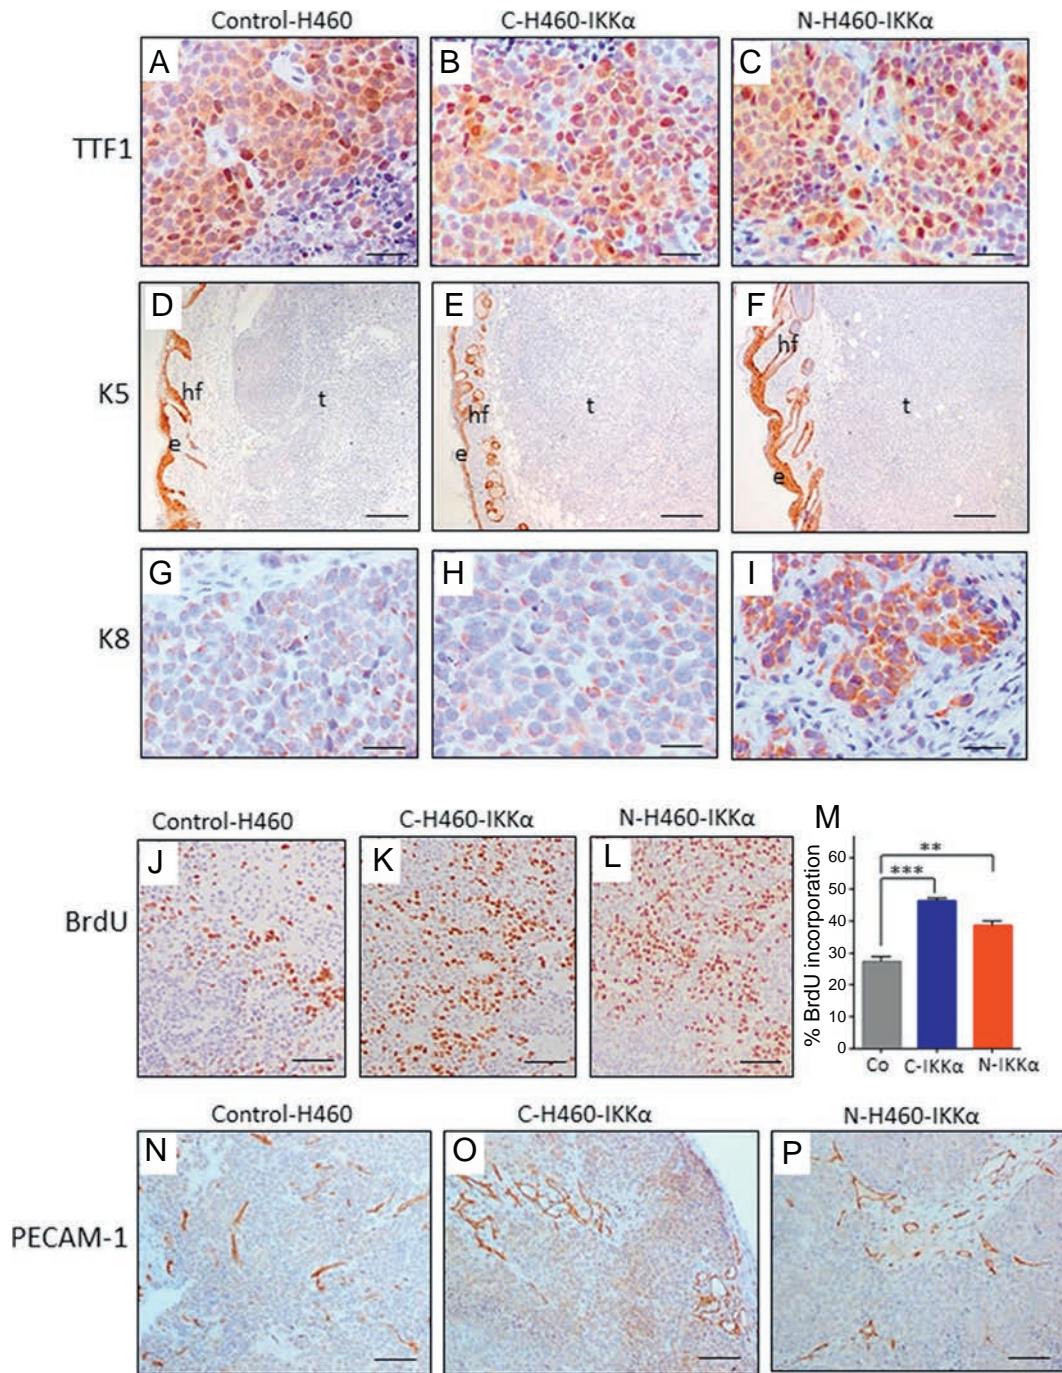 Control-H460 C-H460-IKKα N-H460-IKKα
TTF1
A B C
K5
D E F
hf e t
hf e t
hf e t
K8
G H I
Control-H460 C-H460-IKKα N-H460-IKKα
BrdU
J K L
M
% BrdU incorporation
60
50
40
30
20
10
0
**
***
Co C-IKKα N-IKKα
Control-H460 C-H460-IKKα N-H460-IKKα
PECAM-1
N O P